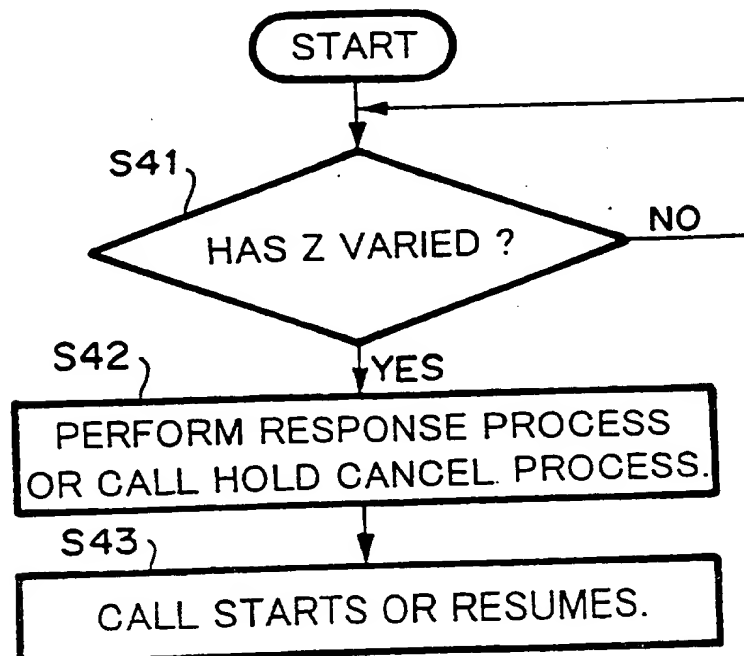 START
S41
HAS Z VARIED ?
NO
S42
YES
PERFORM RESPONSE PROCESS
OR CALL HOLD CANCEL PROCESS.
S43
CALL STARTS OR RESUMES.